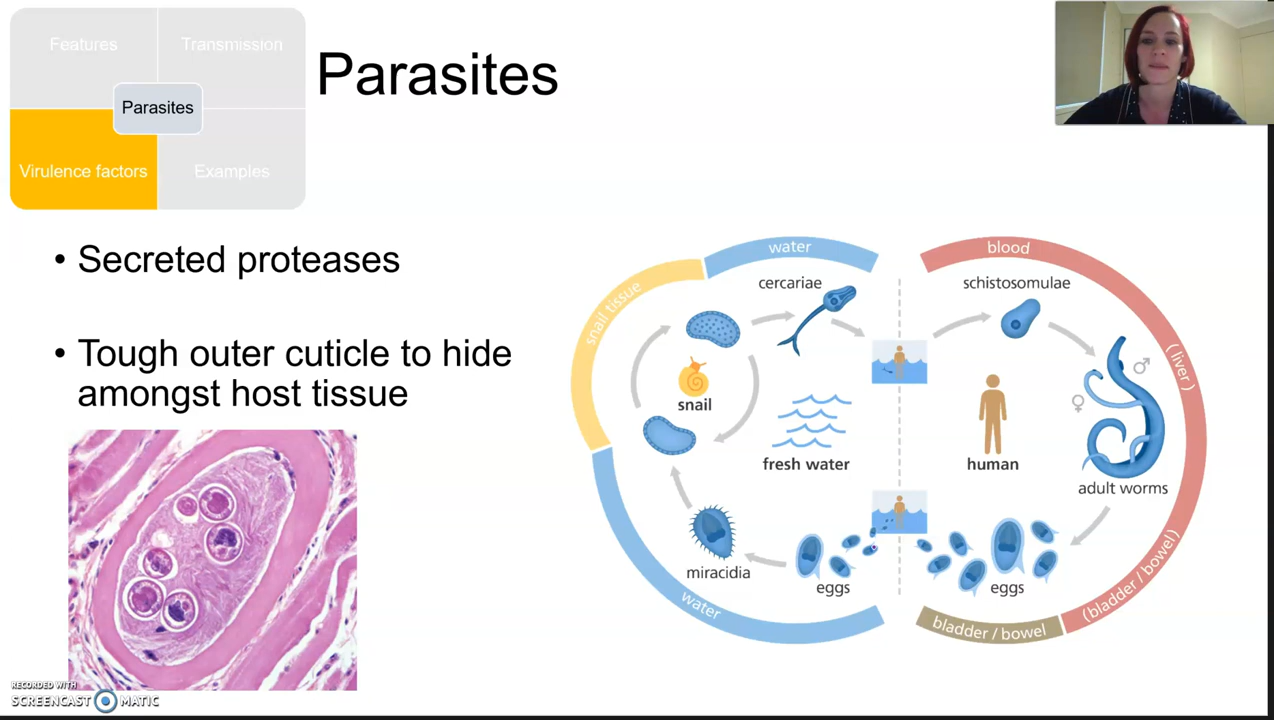 Features
Transmission
Parasites
Virulence factors
Examples
Parasites
• Secreted proteases
• Tough outer cuticle to hide
amongst host tissue
water
blood
snail tissue
cercariae
schistosomulae
(liver)
♂
♀
snail
fresh water
human
adult worms
miracidia
eggs
eggs
water
bladder / bowel
(bladder / bowel)
RECORDED WITH
SCREENCAST MATIC